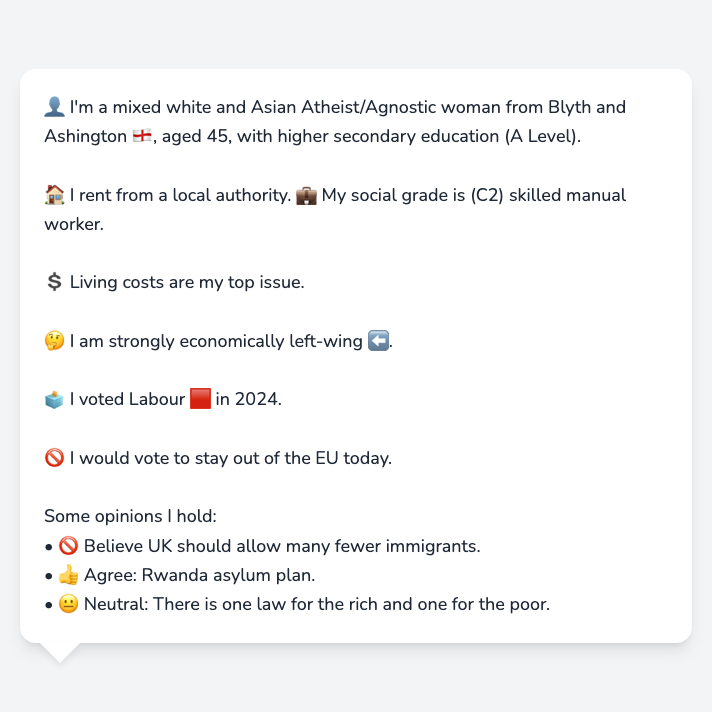 👤 I'm a mixed white and Asian Atheist/Agnostic woman from Blyth and
Ashington 🏴󠁧󠁢󠁥󠁮󠁧󠁿, aged 45, with higher secondary education (A Level).
🏠 I rent from a local authority. 💼 My social grade is (C2) skilled manual
worker.
💲 Living costs are my top issue.
🤔 I am strongly economically left-wing ⬅️.
🗳️ I voted Labour 🟥 in 2024.
🚫 I would vote to stay out of the EU today.
Some opinions I hold:
• 🚫 Believe UK should allow many fewer immigrants.
• 👍 Agree: Rwanda asylum plan.
• 😐 Neutral: There is one law for the rich and one for the poor.